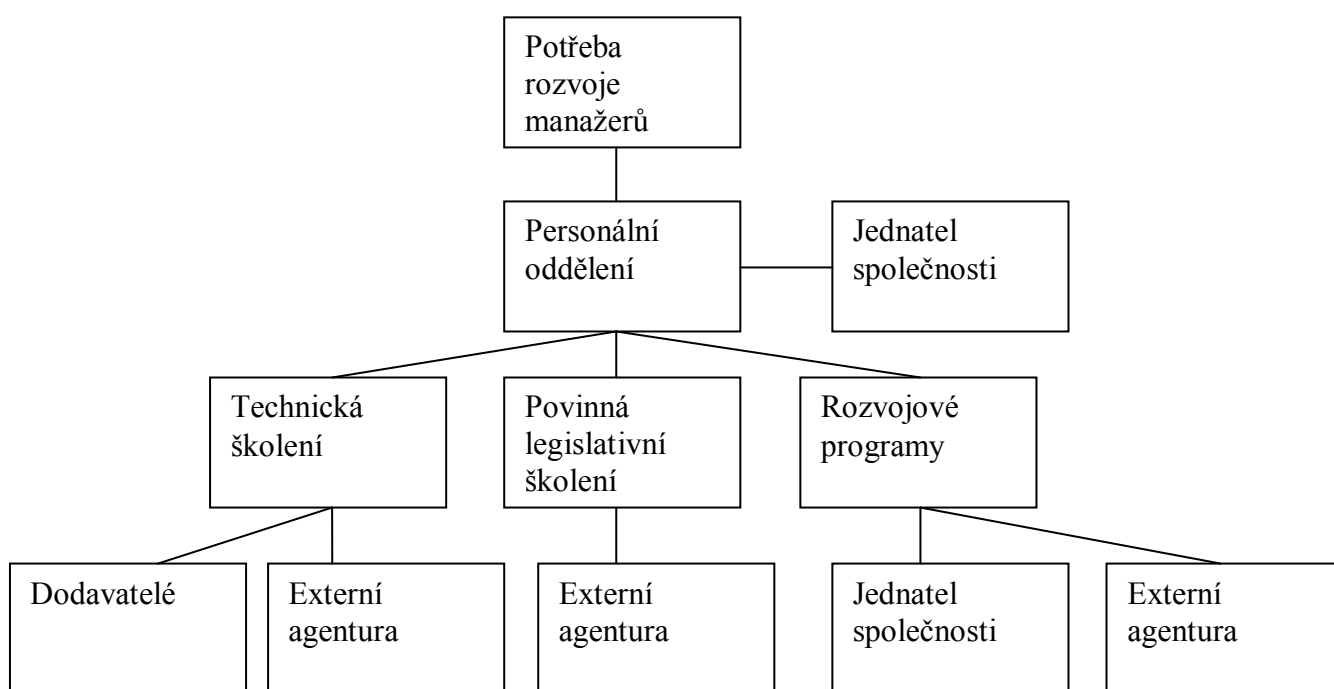 Potřeba
rozvoje
manažerů
Personální
oddělení
Jednatel
společnosti
Technická
školení
Povinná
legislativní
školení
Rozvojové
programy
Dodavatelé
Externí
agentura
Externí
agentura
Jednatel
společnosti
Externí
agentura